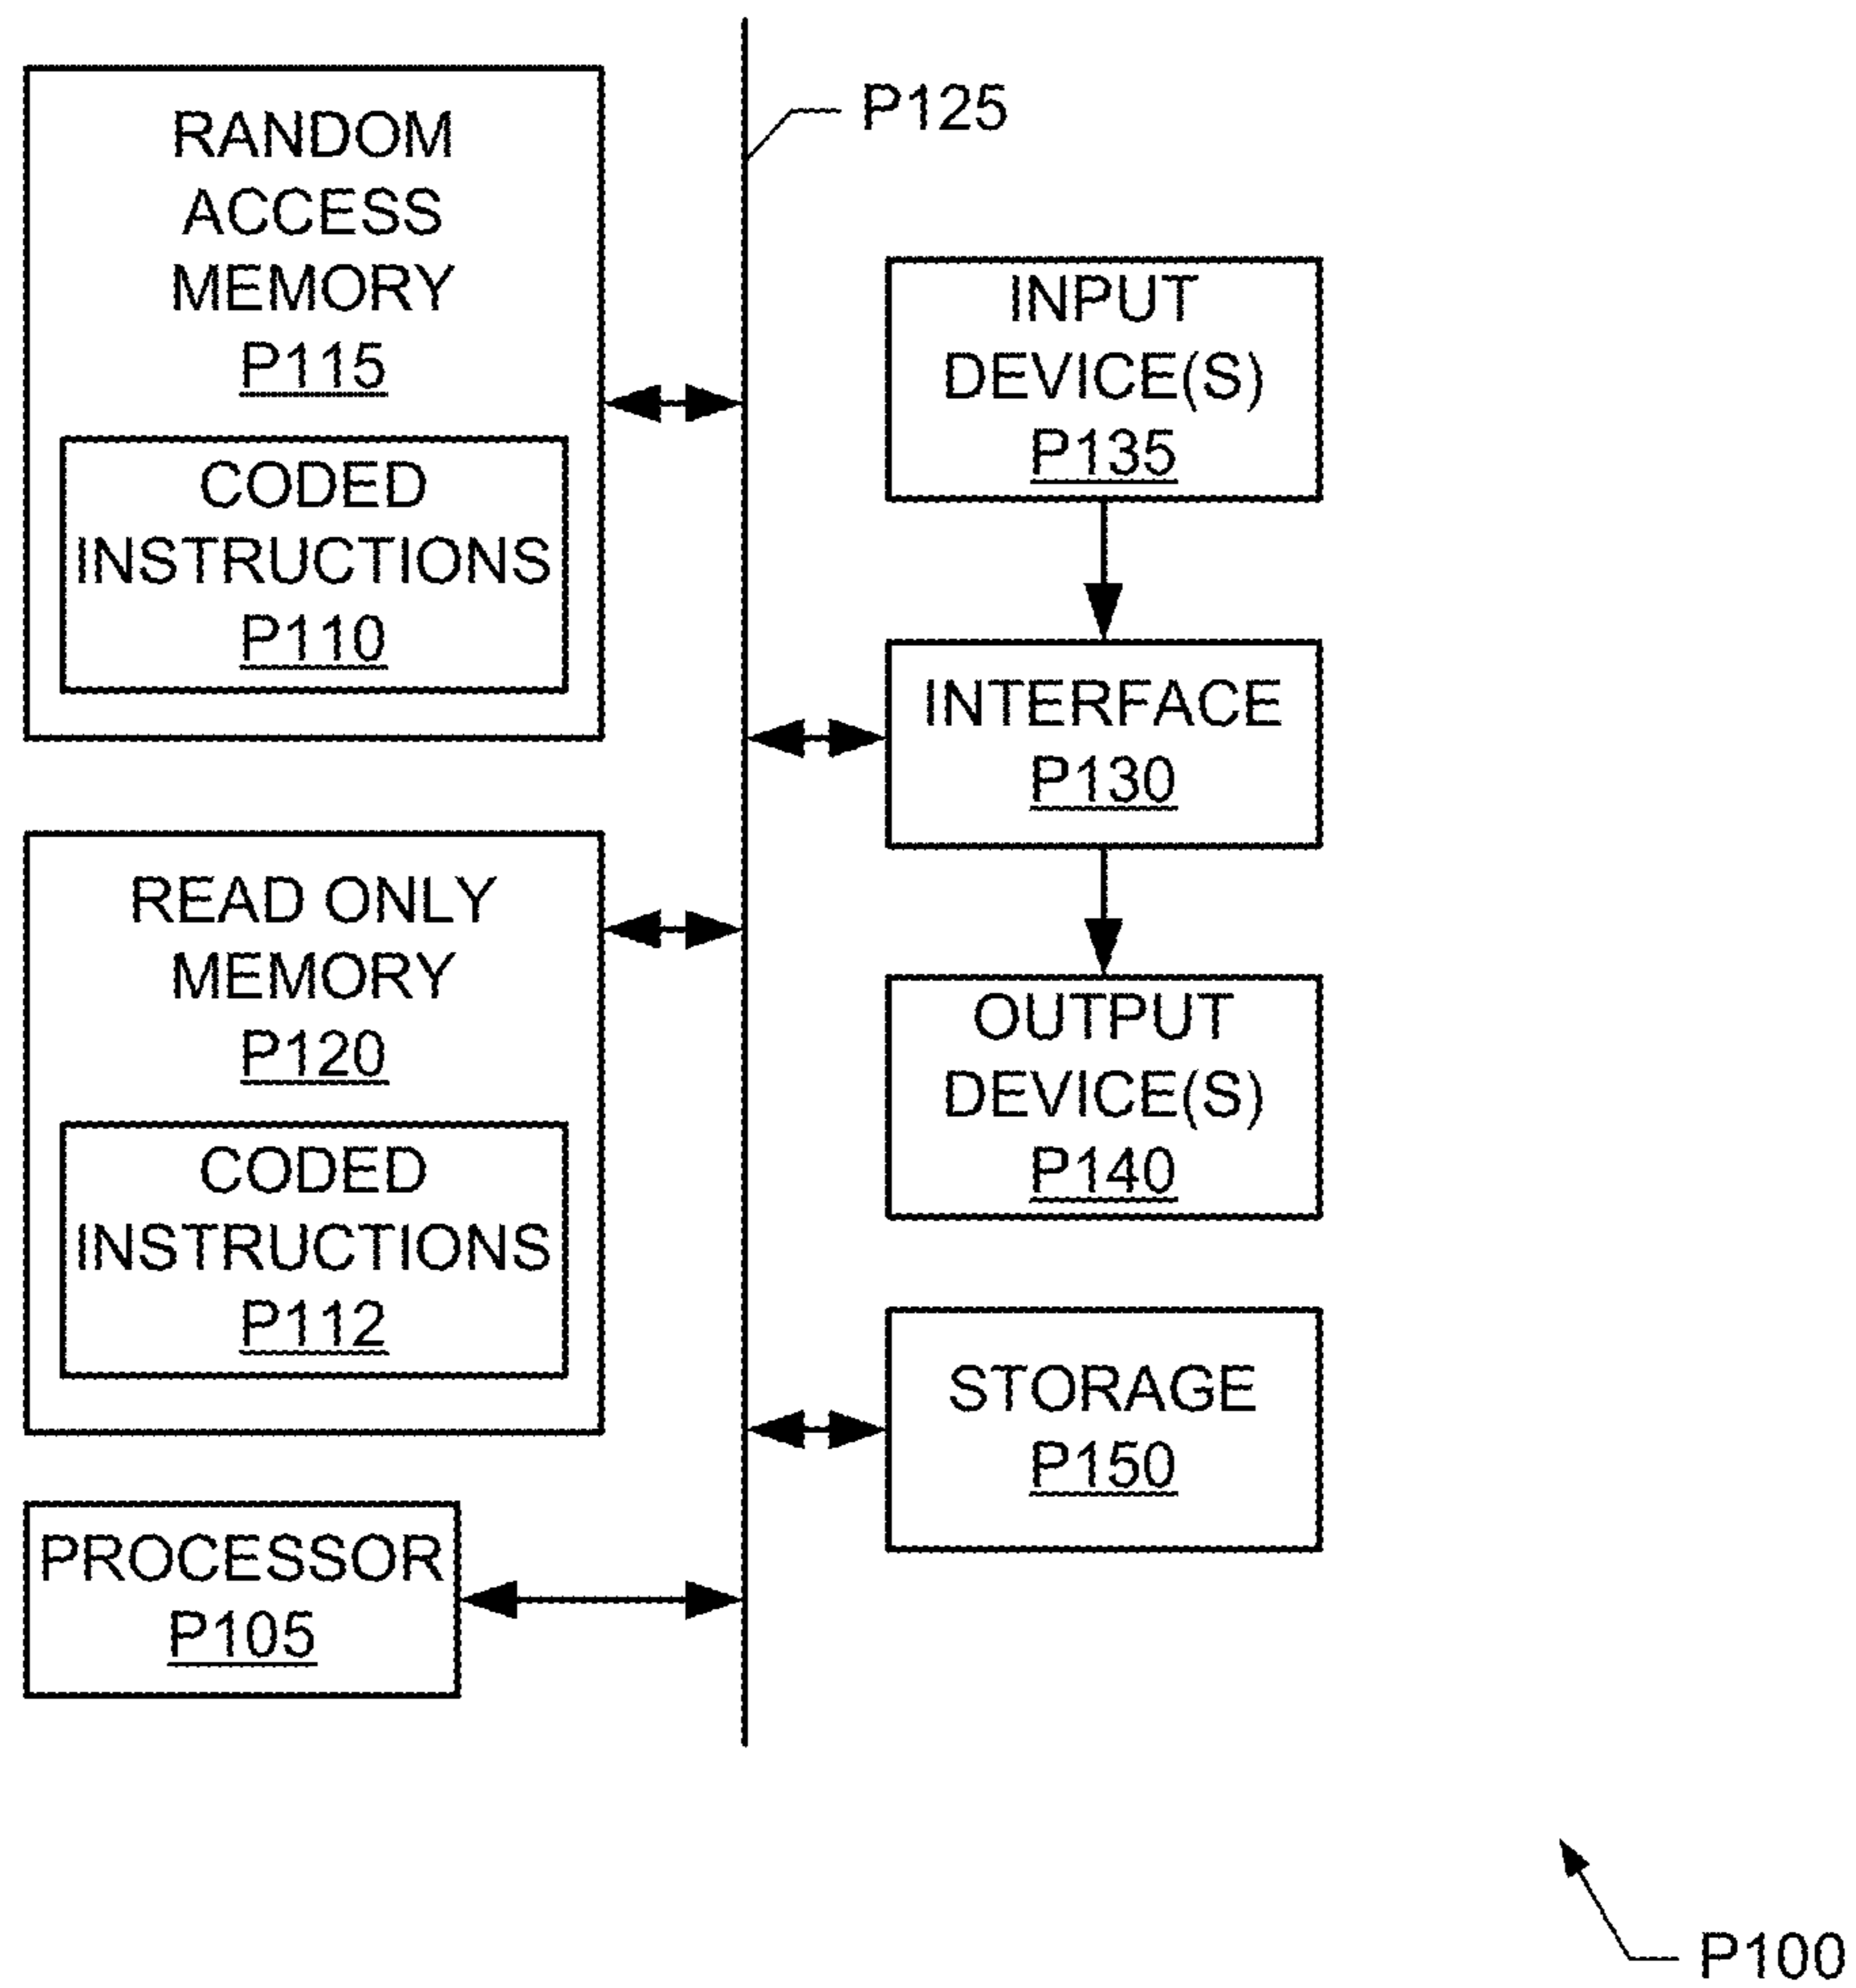 RANDOM
ACCESS
MEMORY
P115
CODED
INSTRUCTIONS
P110
READ ONLY
MEMORY
P120
CODED
INSTRUCTIONS
P112
PROCESSOR
P105
P125
INPUT
DEVICE(S)
P135
INTERFACE
P130
OUTPUT
DEVICE(S)
P140
STORAGE
P150
P100